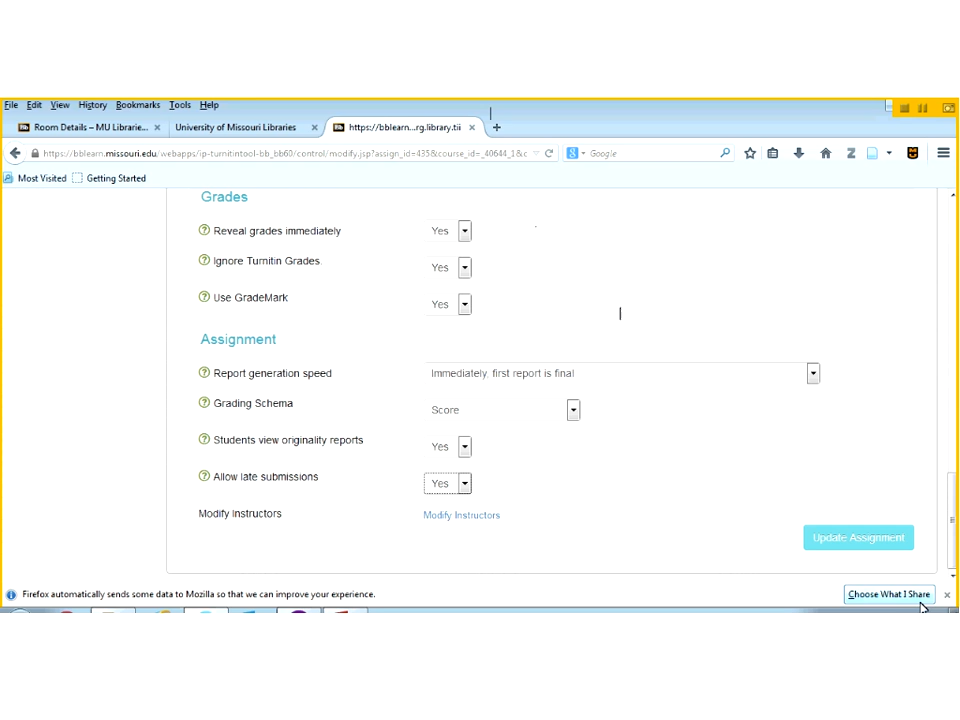 File Edit View History Bookmarks Tools Help
Room Details – MU Librarie... × University of Missouri Libraries × https://bblearn...rg.library.tii × +
https://bblearn.missouri.edu/webapps/ip-turnitintool-bb_bb60/control/modify.jsp?assign_id=435&course_id=_40644_1&c Google
Most Visited Getting Started
Grades
Reveal grades immediately Yes
Ignore Turnitin Grades. Yes
Use GradeMark Yes
Assignment
Report generation speed Immediately, first report is final
Grading Schema Score
Students view originality reports Yes
Allow late submissions Yes
Modify Instructors Modify Instructors
Update Assignment
Firefox automatically sends some data to Mozilla so that we can improve your experience. Choose What I Share ×